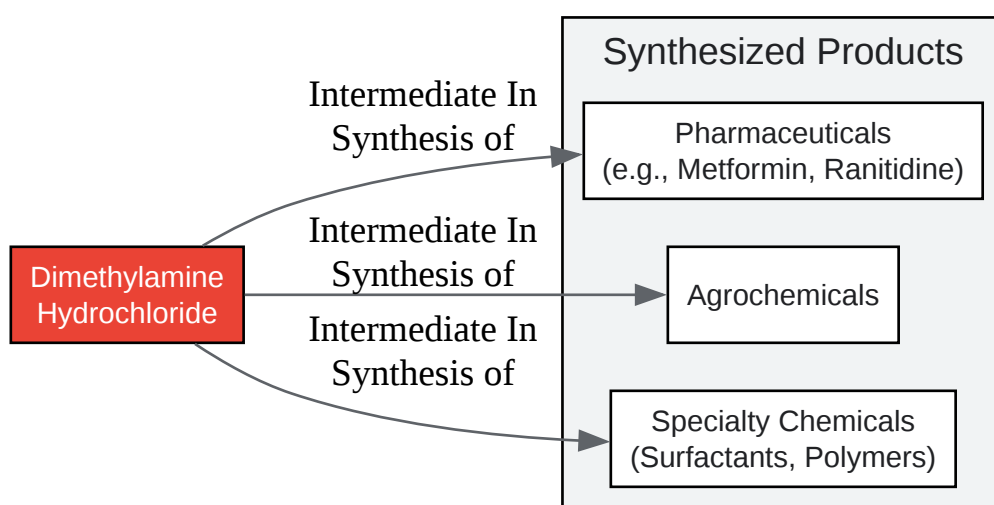 Synthesized Products
Intermediate In
Synthesis of
Pharmaceuticals
(e.g., Metformin, Ranitidine)
Dimethylamine
Hydrochloride
Intermediate In
Synthesis of
Agrochemicals
Intermediate In
Synthesis of
Specialty Chemicals
(Surfactants, Polymers)